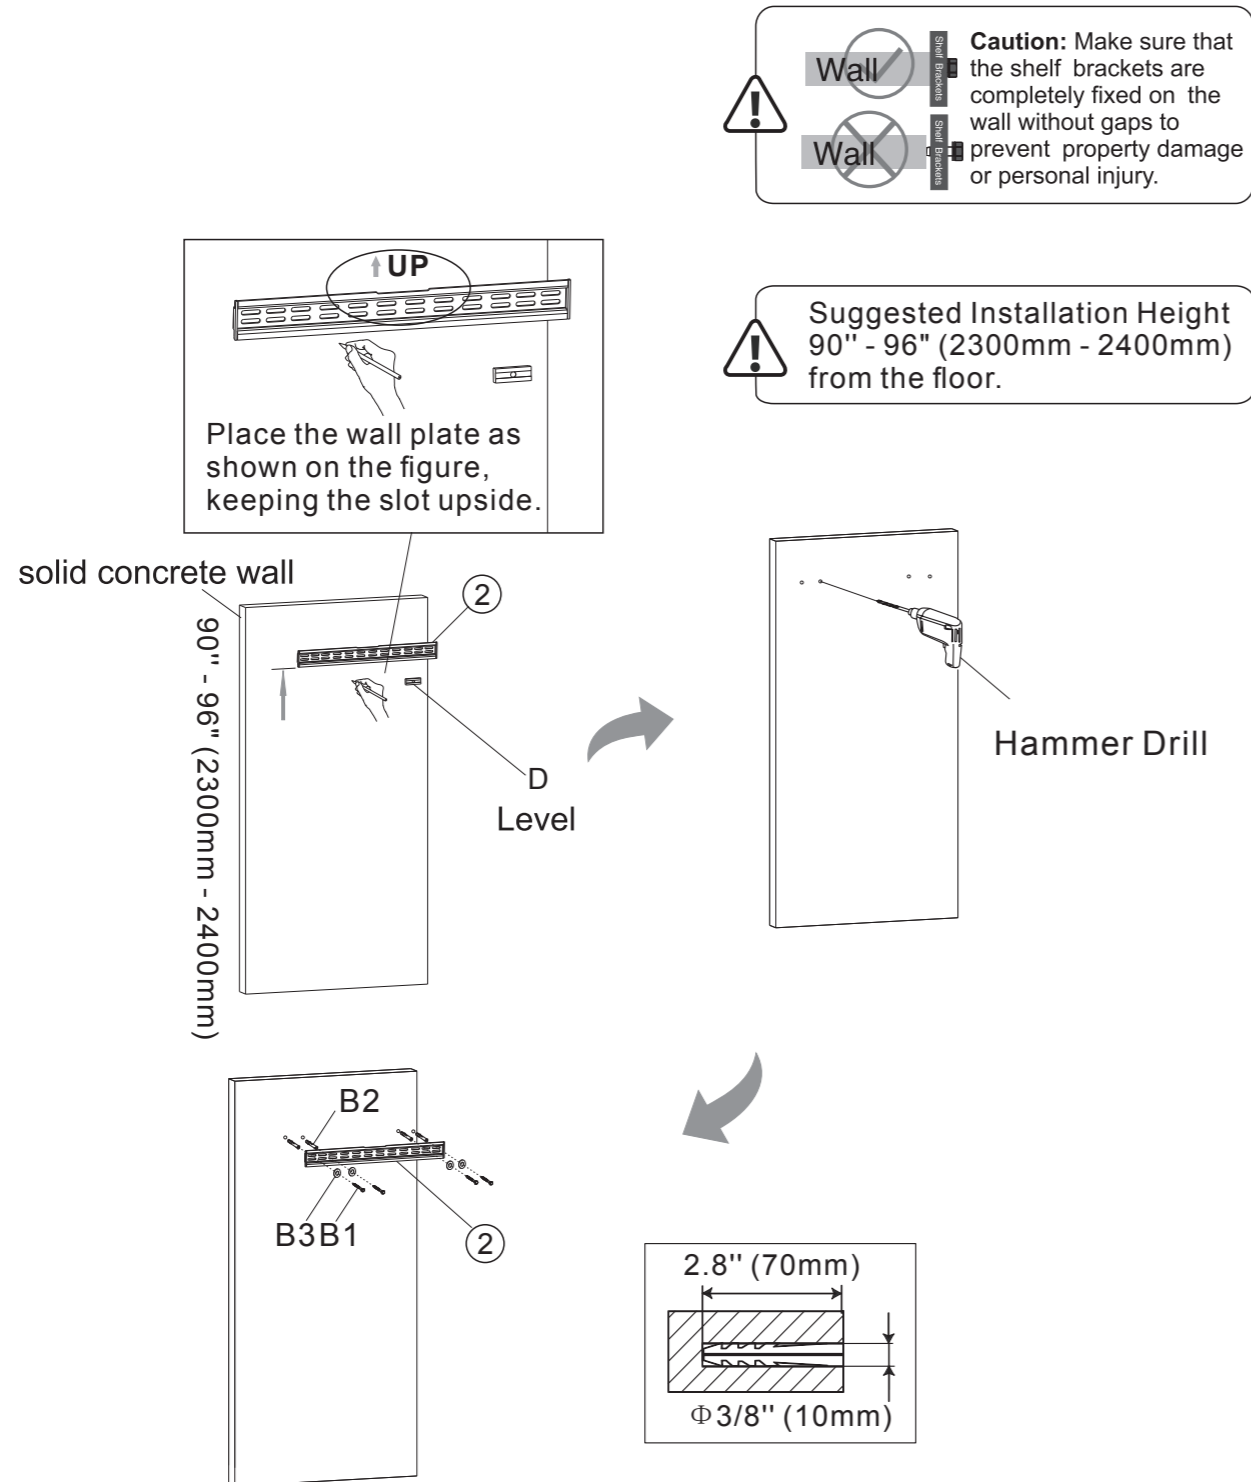 Wall
Shelf Brackets
Wall
Shelf Brackets
Caution: Make sure that
the shelf brackets are
completely fixed on the
wall without gaps to
prevent property damage
or personal injury.
UP
Place the wall plate as
shown on the figure,
keeping the slot upside.
Suggested Installation Height
90'' - 96" (2300mm - 2400mm)
from the floor.
solid concrete wall
2
90'' - 96" (2300mm - 2400mm)
D
Level
Hammer Drill
B2
B3B1
2
2.8'' (70mm)
Φ3/8'' (10mm)